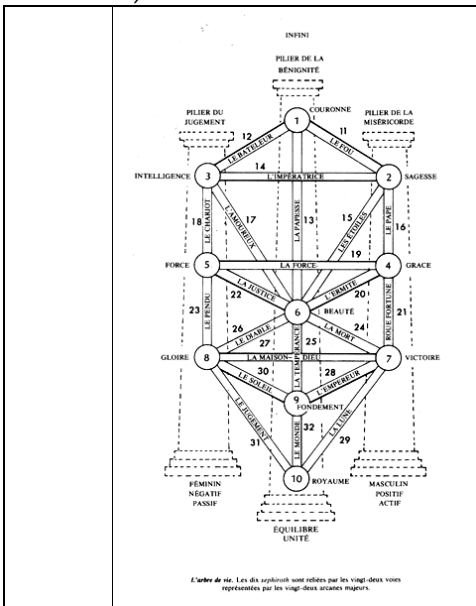 INFINI
PILIER DE LA
BÉNIGNITÉ
PILIER DU
JUGEMENT
COURONNE
PILIER DE LA
MISÉRICORDE
1
12
LE BATELEUR
11
LE FOU
14
L'IMPÉRATRICE
INTELLIGENCE
3
2
SAGESSE
18
LE CHARIOT
L'AMOUREUX
17
LA PAPESSE
13
15
LES ÉTOILES
LE PAPE
16
19
FORCE
5
LA FORCE
4
GRACE
22
LA JUSTICE
L'ERMITE
20
23
LE PENDU
6
BEAUTÉ
ROUE FORTUNE
21
26
LE DIABLE
27
25
LA MORT
24
GLOIRE
8
LA MAISON-DIEU
7
VICTOIRE
LA TEMPÉRANCE
30
LE SOLEIL
28
L'EMPEREUR
9
FONDEMENT
LE JUGEMENT
31
LE MONDE
32
LA LUNE
29
10
ROYAUME
FÉMININ
NÉGATIF
PASSIF
MASCULIN
POSITIF
ACTIF
ÉQUILIBRE
UNITÉ
L'arbre de vie. Les dix sephiroth sont reliées par les vingt-deux voies
représentées par les vingt-deux arcanes majeurs.